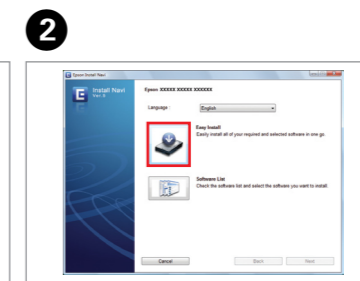 2
Epson Install Navi
Install Navi
Epson XXXXX XXXXX XXXXXX
Language :
English
Easy Install
Easily install all of your required and selected software in one go.
Software List
Check the software list and select the software you want to install.
Cancel
Back
Next